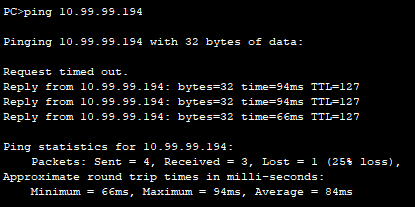 PC>ping 10.99.99.194
Pinging 10.99.99.194 with 32 bytes of data:
Request timed out.
Reply from 10.99.99.194: bytes=32 time=94ms TTL=127
Reply from 10.99.99.194: bytes=32 time=94ms TTL=127
Reply from 10.99.99.194: bytes=32 time=66ms TTL=127
Ping statistics for 10.99.99.194:
Packets: Sent = 4, Received = 3, Lost = 1 (25% loss),
Approximate round trip times in milli-seconds:
Minimum = 66ms, Maximum = 94ms, Average = 84ms